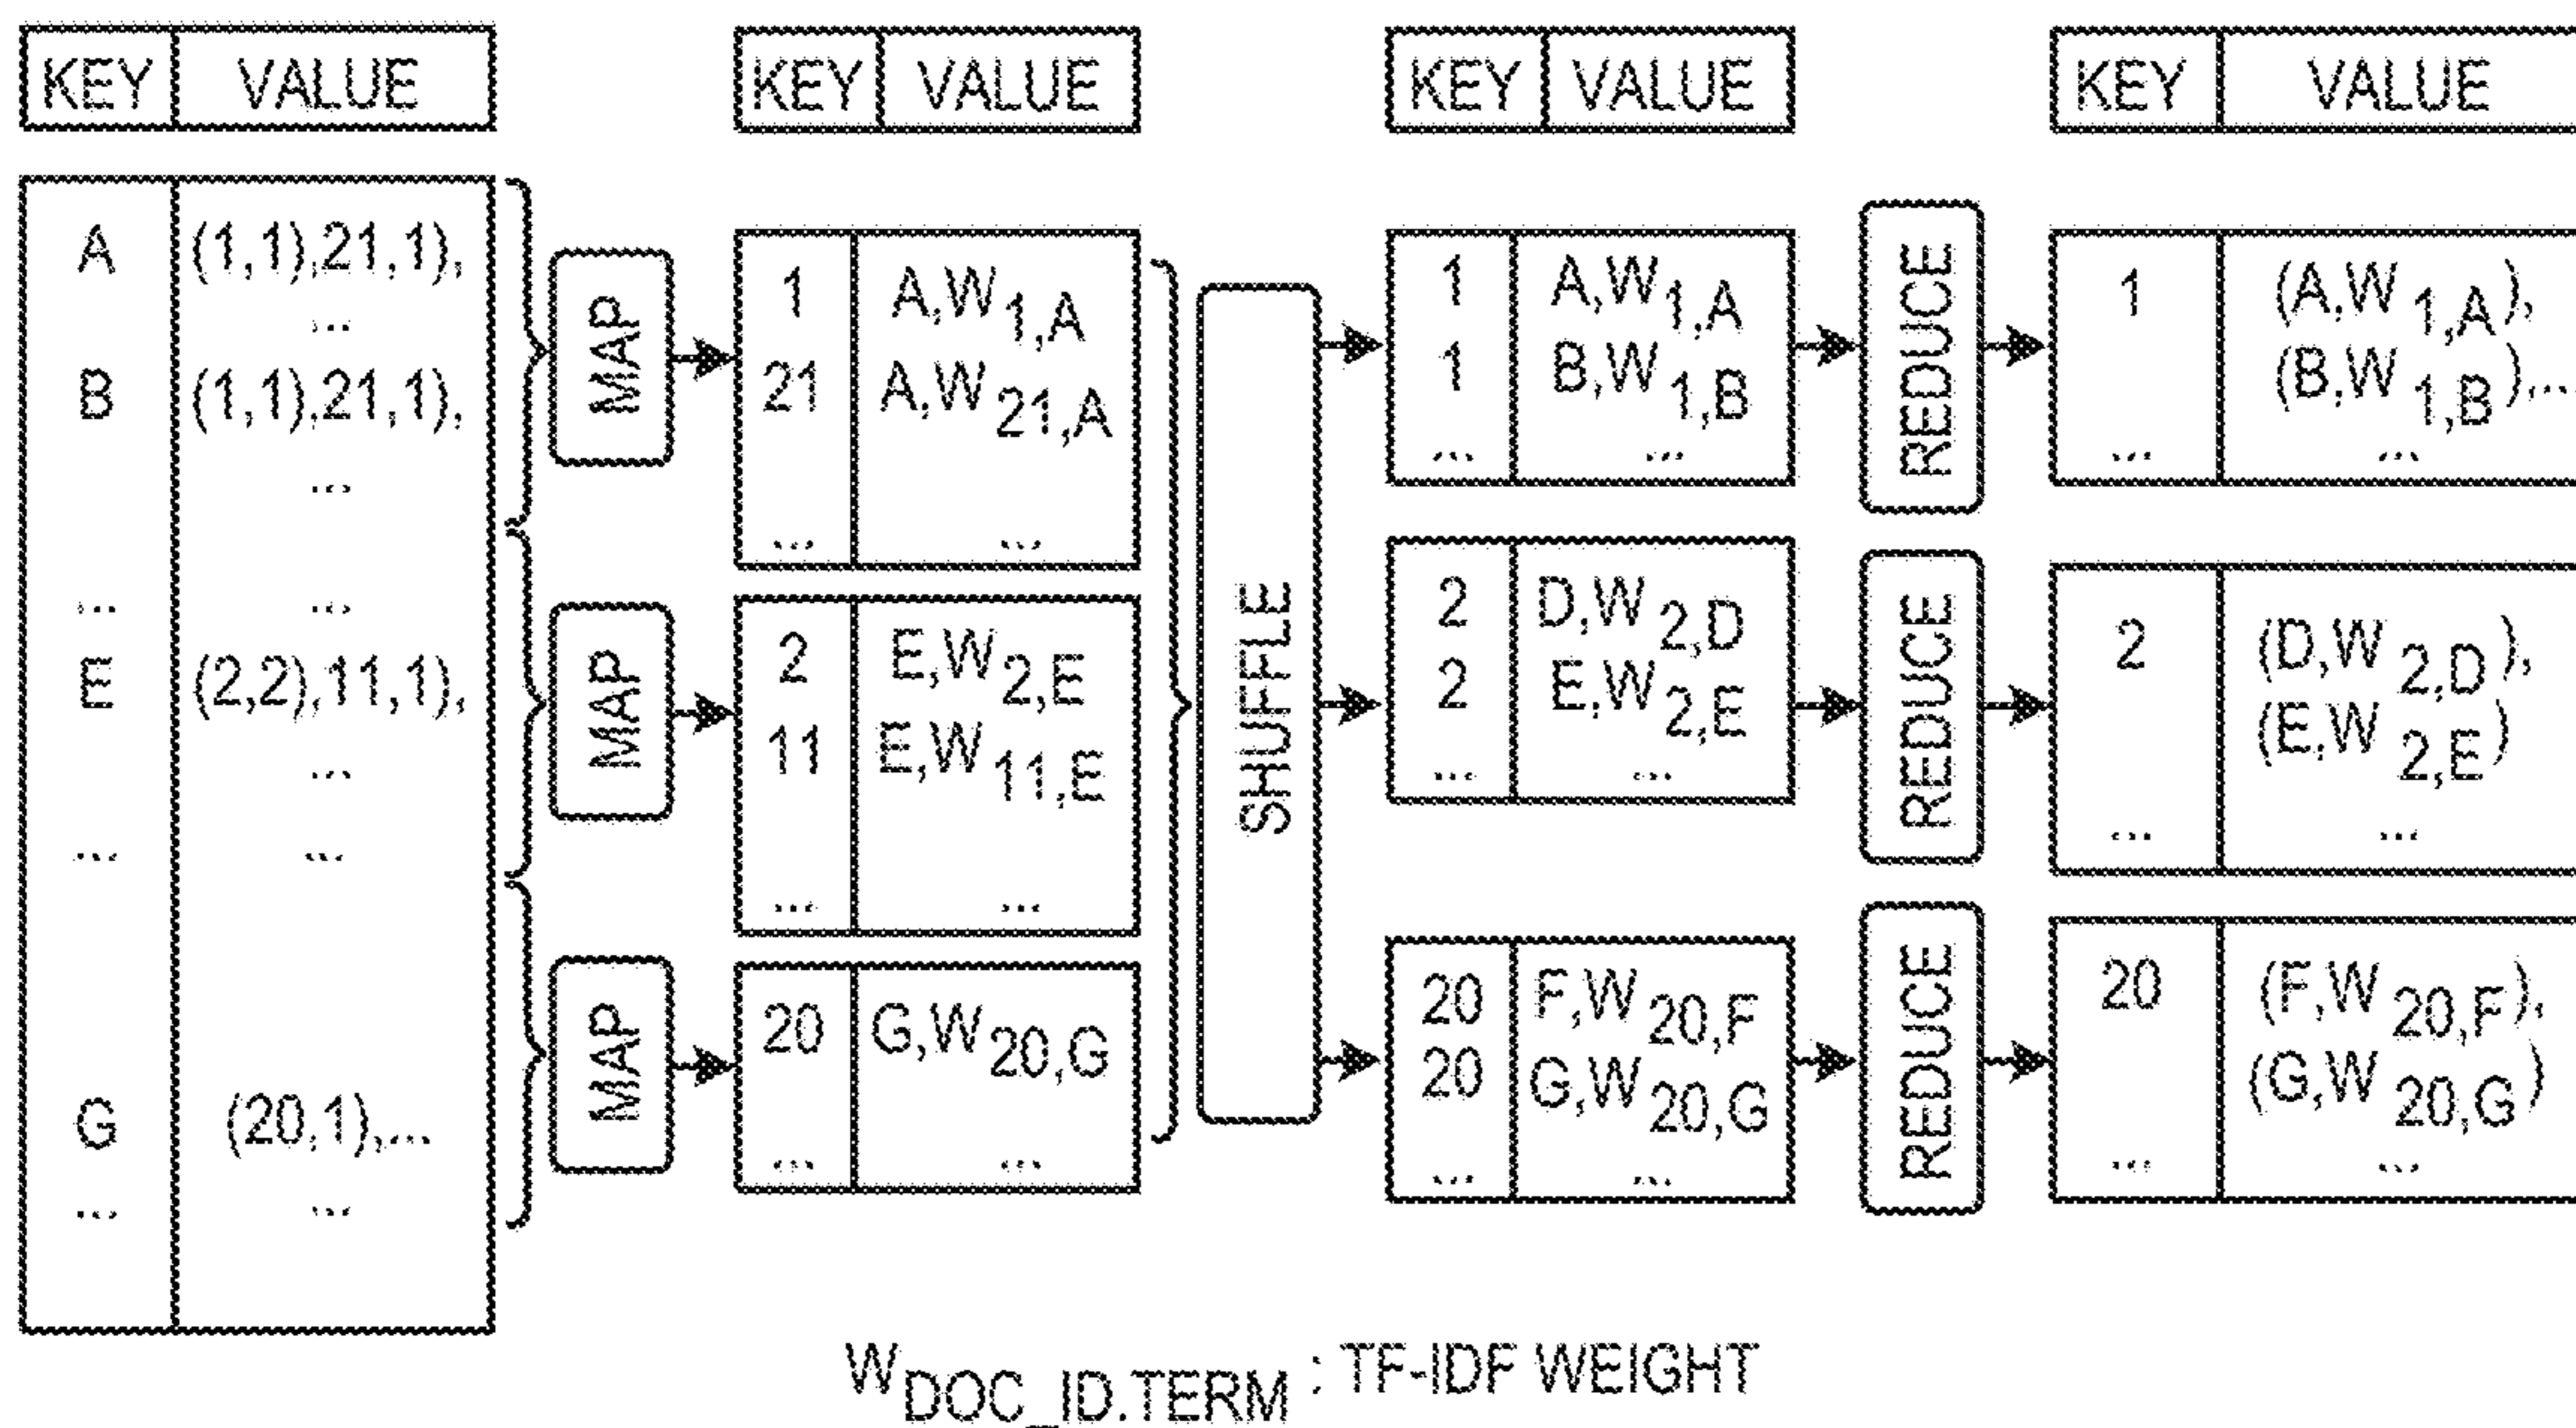 KEY VALUE
A (1,1),21,1),
...
B (1,1),21,1),
...
... ...
E (2,2),11,1),
...
... ...
G (20,1),...
... ...
MAP
MAP
MAP
KEY VALUE
1 A,W1,A
21 A,W21,A
... ...
2 E,W2,E
11 E,W11,E
... ...
20 G,W20,G
... ...
SHUFFLE
KEY VALUE
1 A,W1,A
1 B,W1,B
... ...
2 D,W2,D
2 E,W2,E
... ...
20 F,W20,F
20 G,W20,G
... ...
REDUCE
REDUCE
REDUCE
KEY VALUE
1 (A,W1,A),
(B,W1,B),...
... ...
2 (D,W2,D),
(E,W2,E)
... ...
20 (F,W20,F),
(G,W20,G)
... ...
WDOC_ID.TERM : TF-IDF WEIGHT